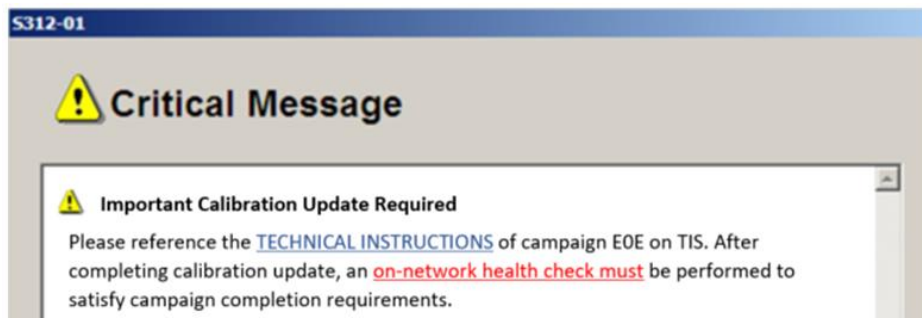 S312-01
Critical Message
Important Calibration Update Required
Please reference the TECHNICAL INSTRUCTIONS of campaign E0E on TIS. After
completing calibration update, an on-network health check must be performed to
satisfy campaign completion requirements.